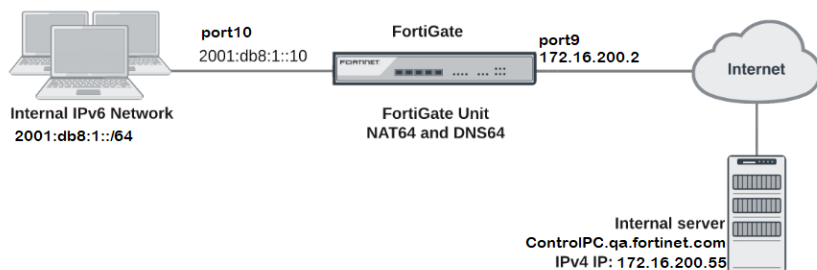 port10
2001:db8:1::10
FortiGate
FORTINET
port9
172.16.200.2
Internet
Internal IPv6 Network
2001:db8:1::/64
FortiGate Unit
NAT64 and DNS64
Internal server
ControlPC.qa.fortinet.com
IPv4 IP: 172.16.200.55